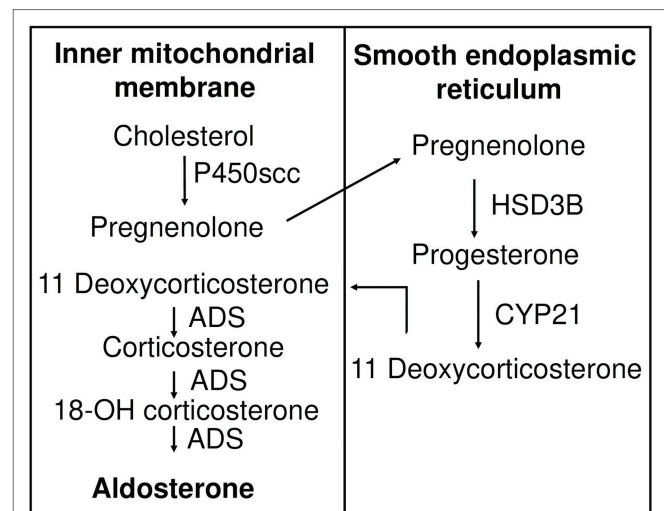 Inner mitochondrial
membrane
Cholesterol
P450scc
Pregnenolone
11 Deoxycorticosterone
ADS
Corticosterone
ADS
18-OH corticosterone
ADS
Aldosterone
Smooth endoplasmic
reticulum
Pregnenolone
HSD3B
Progesterone
CYP21
11 Deoxycorticosterone